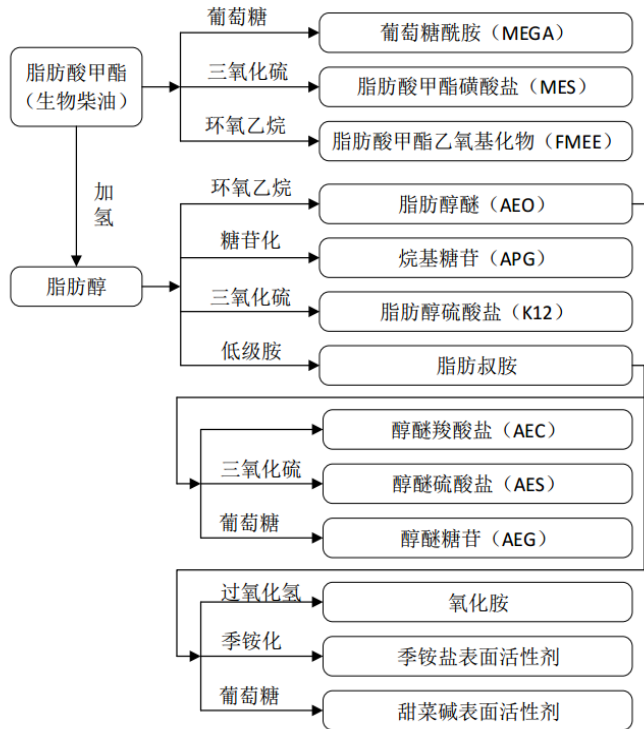 葡萄糖
葡萄糖酰胺（MEGA）
脂肪酸甲酯
（生物柴油）
三氧化硫
脂肪酸甲酯磺酸盐（MES）
环氧乙烷
脂肪酸甲酯乙氧基化物（FMEE）
加
氢
环氧乙烷
脂肪醇醚（AEO）
糖苷化
烷基糖苷（APG）
脂肪醇
三氧化硫
脂肪醇硫酸盐（K12）
低级胺
脂肪叔胺
醇醚羧酸盐（AEC）
三氧化硫
醇醚硫酸盐（AES）
葡萄糖
醇醚糖苷（AEG）
过氧化氢
氧化胺
季铵化
季铵盐表面活性剂
葡萄糖
甜菜碱表面活性剂